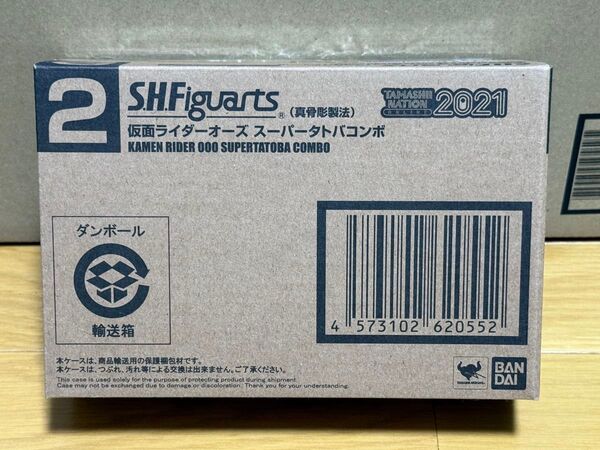 2
S.H.Figuarts® (真骨彫製法)
TAMASHII NATION ONLINE 2021
仮面ライダーオーズ スーパータトバコンボ
KAMEN RIDER OOO SUPERTATOBA COMBO
ダンボール
輸送箱
4 573102 620552
本ケースは、商品輸送用の保護梱包材です。
本ケースは、つぶれ、汚れ等による交換は出来ません。ご了承ください。
This case is used solely for the purpose of protecting product during shipment.
Case may not be exchanged due to damage or discoloration. Thank you for your understanding.
BAN
DAI